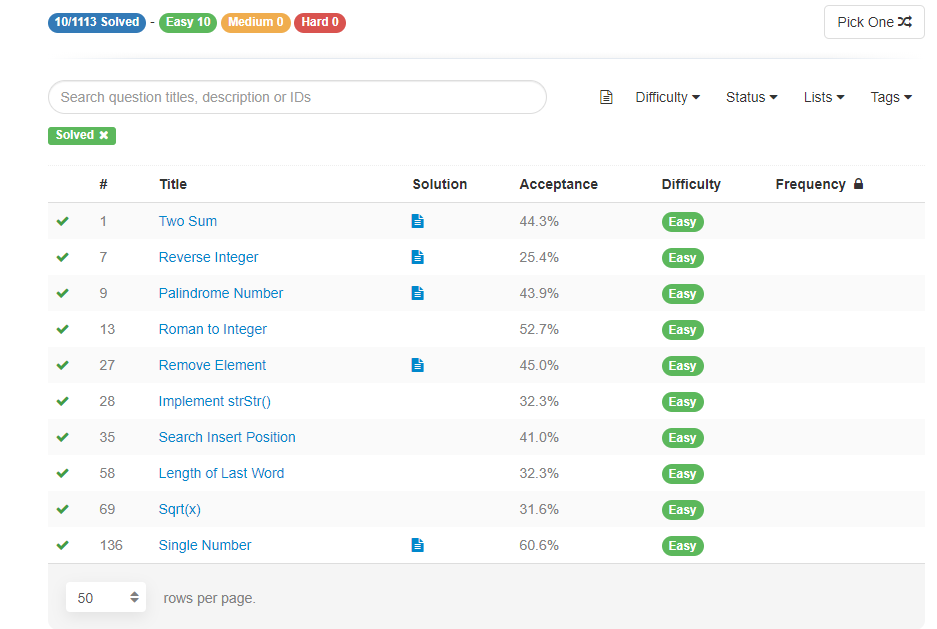 10/1113 Solved - Easy 10 Medium 0 Hard 0 Pick One
Search question titles, description or IDs Difficulty Status Lists Tags
Solved ✖
# Title Solution Acceptance Difficulty Frequency
1 Two Sum 44.3% Easy
7 Reverse Integer 25.4% Easy
9 Palindrome Number 43.9% Easy
13 Roman to Integer 52.7% Easy
27 Remove Element 45.0% Easy
28 Implement strStr() 32.3% Easy
35 Search Insert Position 41.0% Easy
58 Length of Last Word 32.3% Easy
69 Sqrt(x) 31.6% Easy
136 Single Number 60.6% Easy
50 rows per page.